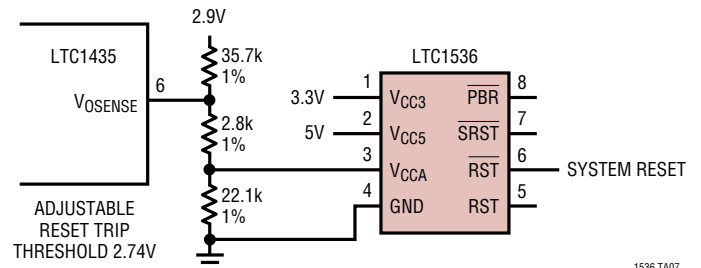 2.9V
LTC1435
35.7k
1%
LTC1536
6
VOSENSE
2.8k
1%
22.1k
1%
3.3V
5V
1
2
3
4
VCC3
VCC5
VCCA
GND
PBR
SRST
RST
RST
8
7
6
5
SYSTEM RESET
ADJUSTABLE
RESET TRIP
THRESHOLD 2.74V
1536 TA07